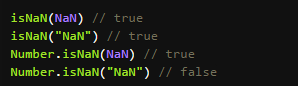 isNaN(NaN) // true
isNaN("NaN") // true
Number.isNaN(NaN) // true
Number.isNaN("NaN") // false